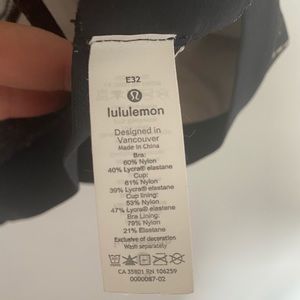 E32
lululemon
Designed in
Vancouver
Made in China
Bra:
60% Nylon
40% Lycra® elastane
Cup:
61% Nylon
39% Lycra® elastane
Cup lining:
53% Nylon
47% Lycra® elastane
Bra Lining:
79% Nylon
21% Elastane
Exclusive of decoration
Wash separately
CA 35801 RN 106259
0000087-02